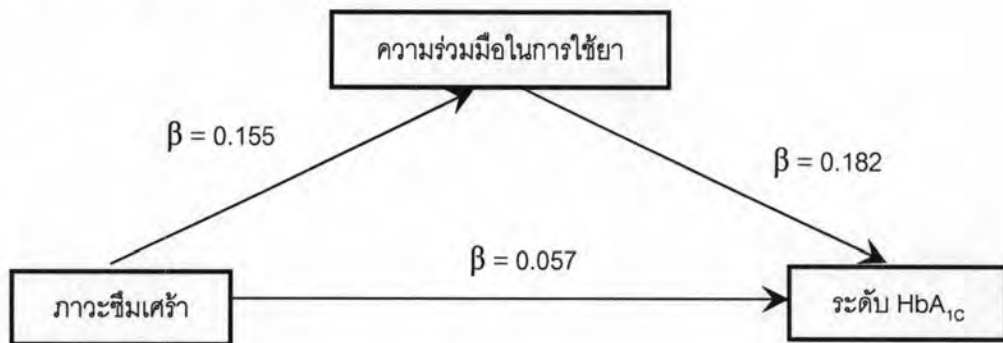 ความร่วมมือในการใช้ยา
β = 0.155
β = 0.182
β = 0.057
ภาวะซึมเศร้า
ระดับ HbA₁C